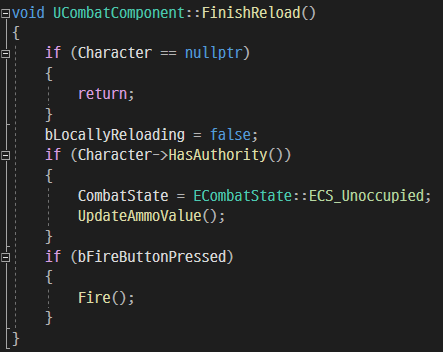 void UCombatComponent::FinishReload()
{
if (Character == nullptr)
{
return;
}
bLocallyReloading = false;
if (Character->HasAuthority())
{
CombatState = ECombatState::ECS_Unoccupied;
UpdateAmmoValue();
}
if (bFireButtonPressed)
{
Fire();
}
}